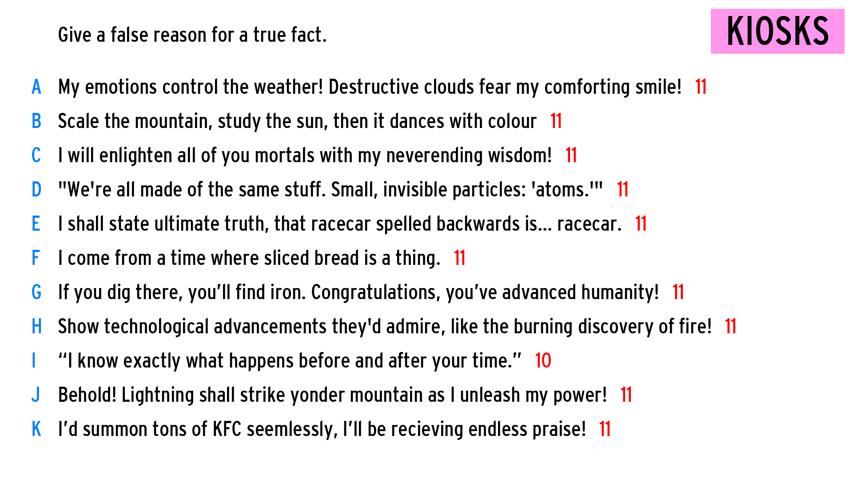 Give a false reason for a true fact.
KIOSKS
A My emotions control the weather! Destructive clouds fear my comforting smile! 11
B Scale the mountain, study the sun, then it dances with colour 11
C I will enlighten all of you mortals with my neverending wisdom! 11
D "We're all made of the same stuff. Small, invisible particles: 'atoms.'" 11
E I shall state ultimate truth, that racecar spelled backwards is... racecar. 11
F I come from a time where sliced bread is a thing. 11
G If you dig there, you’ll find iron. Congratulations, you’ve advanced humanity! 11
H Show technological advancements they'd admire, like the burning discovery of fire! 11
I “I know exactly what happens before and after your time.” 10
J Behold! Lightning shall strike yonder mountain as I unleash my power! 11
K I’d summon tons of KFC seemlessly, I’ll be recieving endless praise! 11